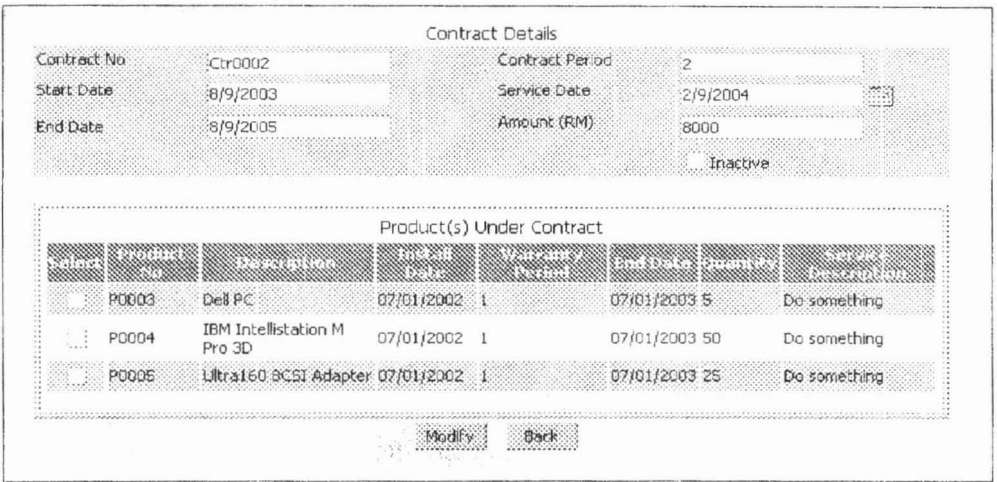 Contract Details
Contract No Ctr0002 Contract Period 2
Start Date 8/9/2003 Service Date 2/9/2004
End Date 8/9/2005 Amount (RM) 8000
Inactive
Product(s) Under Contract
Select Product No Description Install Date Warranty Period End Date Quantity Service Description
P0003 Dell PC 07/01/2002 1 07/01/2003 5 Do something
P0004 IBM Intellistation M Pro 3D 07/01/2002 1 07/01/2003 50 Do something
P0005 Ultra160 SCSI Adapter 07/01/2002 1 07/01/2003 25 Do something
Modify Back